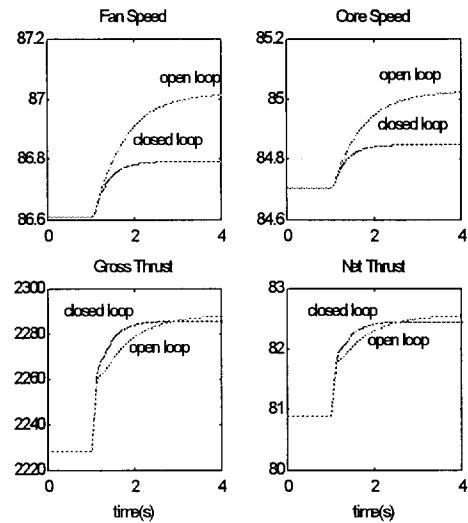 Fan Speed
87.2
87
86.8
86.6
open loop
closed loop
0 2 4
Core Speed
85.2
85
84.8
84.6
open loop
closed loop
0 2 4
Gross Thrust
2300
2280
2260
2240
2220
closed loop
open loop
0 2 4
time(s)
Net Thrust
83
82
81
80
closed loop
open loop
0 2 4
time(s)